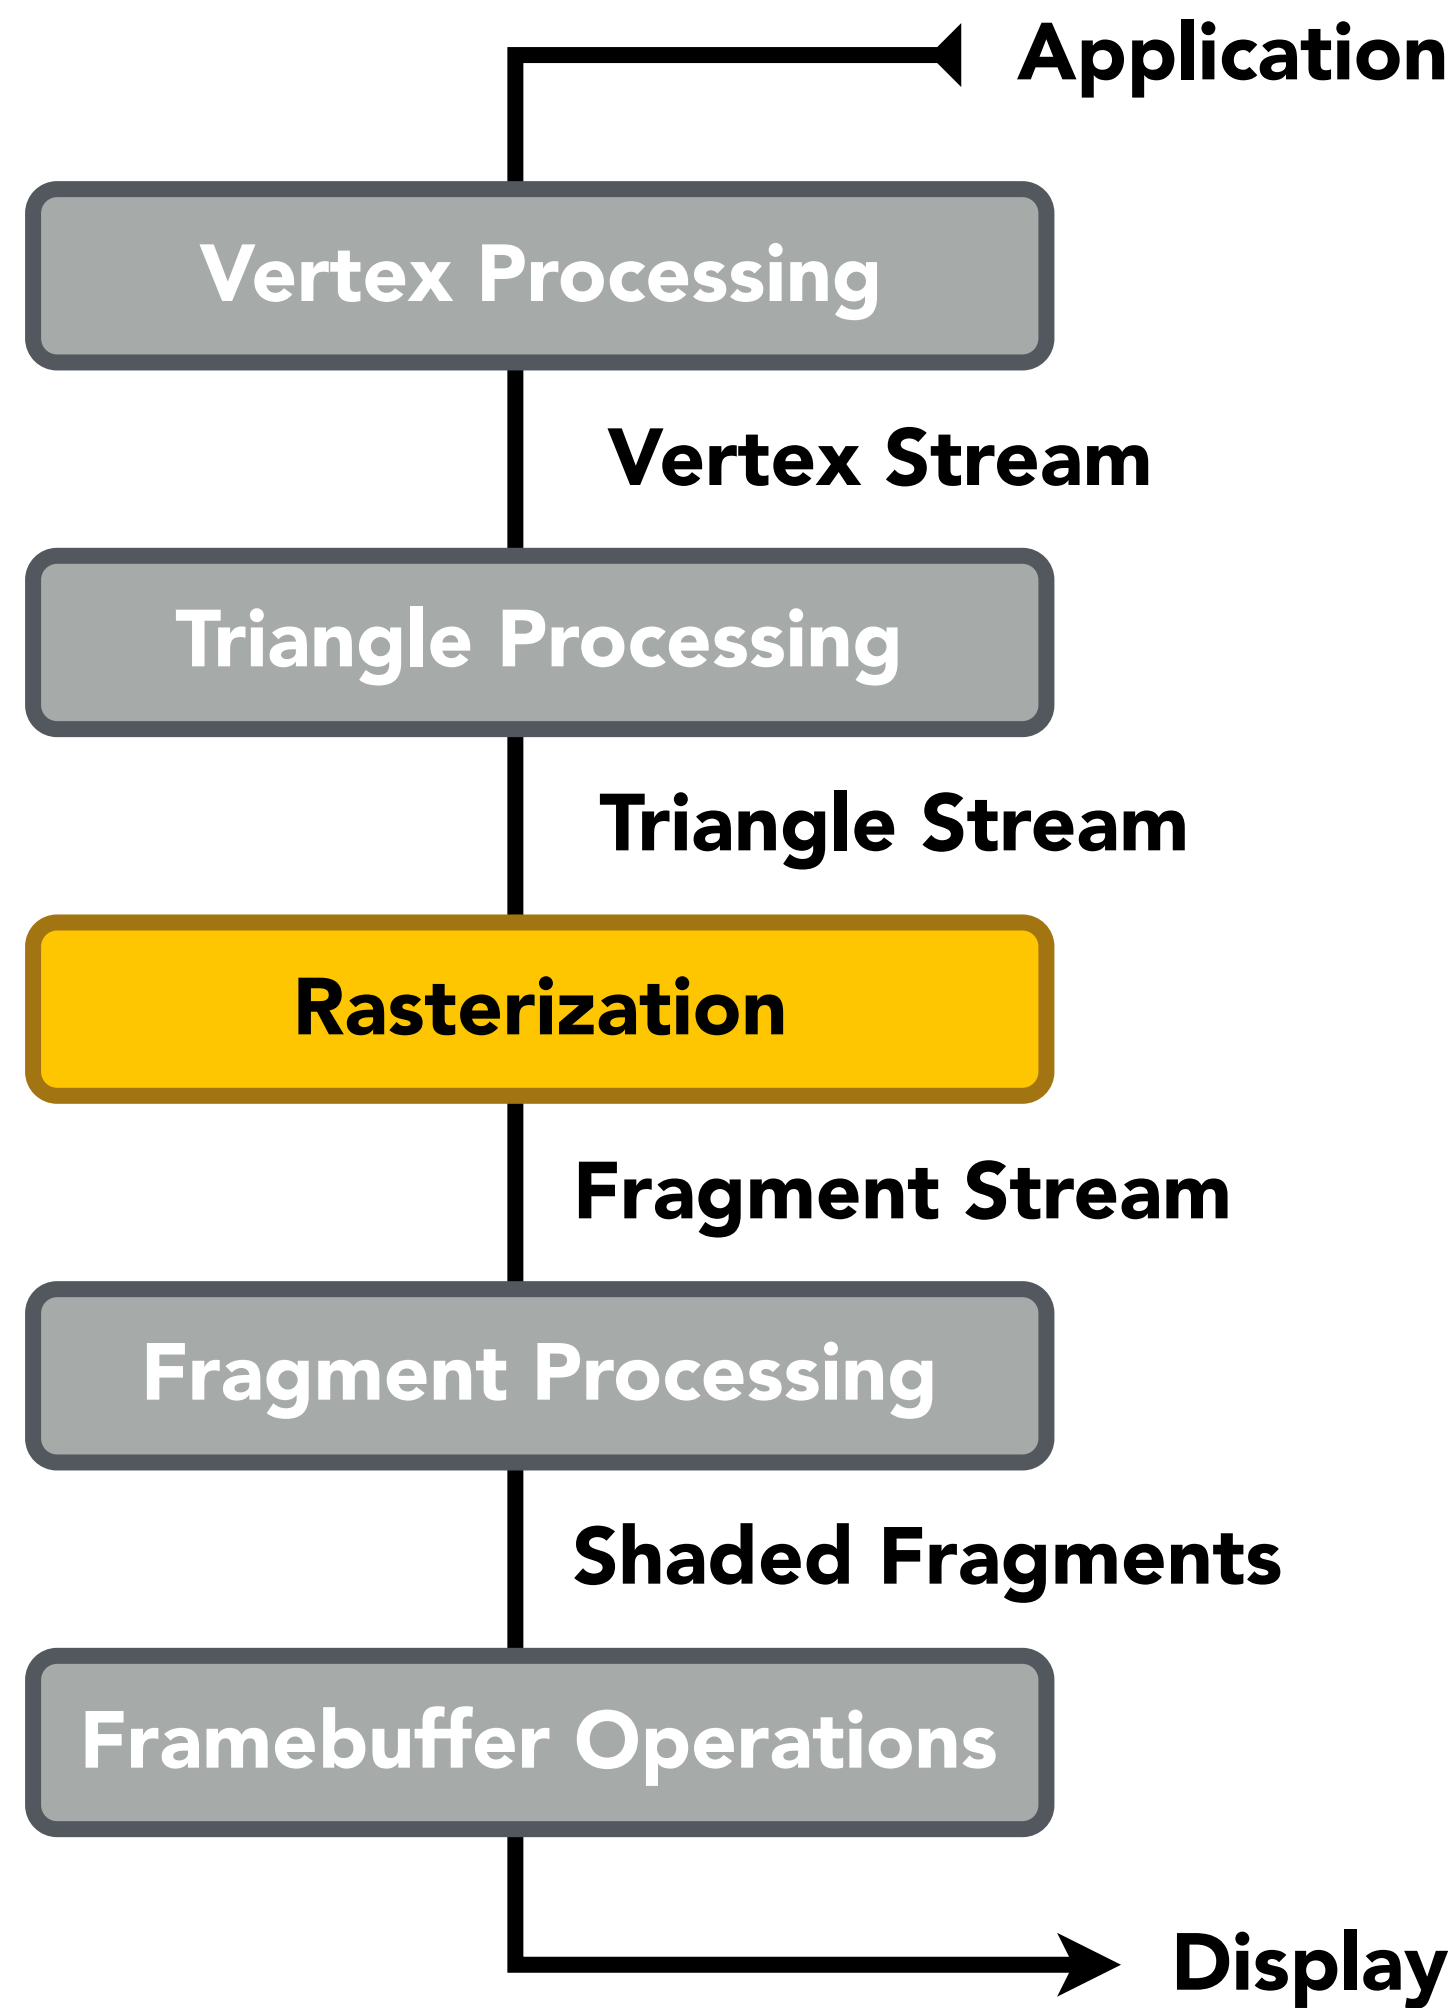 Application
Vertex Processing
Vertex Stream
Triangle Processing
Triangle Stream
Rasterization
Fragment Stream
Fragment Processing
Shaded Fragments
Framebuffer Operations
Display